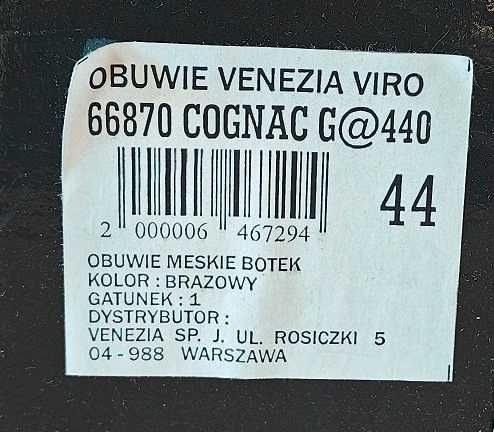 OBUWIE VENEZIA VIRO
66870 COGNAC G@440
44
2 000006 467294
OBUWIE MESKIE BOTEK
KOLOR : BRAZOWY
GATUNEK : 1
DYSTRYBUTOR :
VENEZIA SP. J. UL. ROSICZKI 5
04-988 WARSZAWA